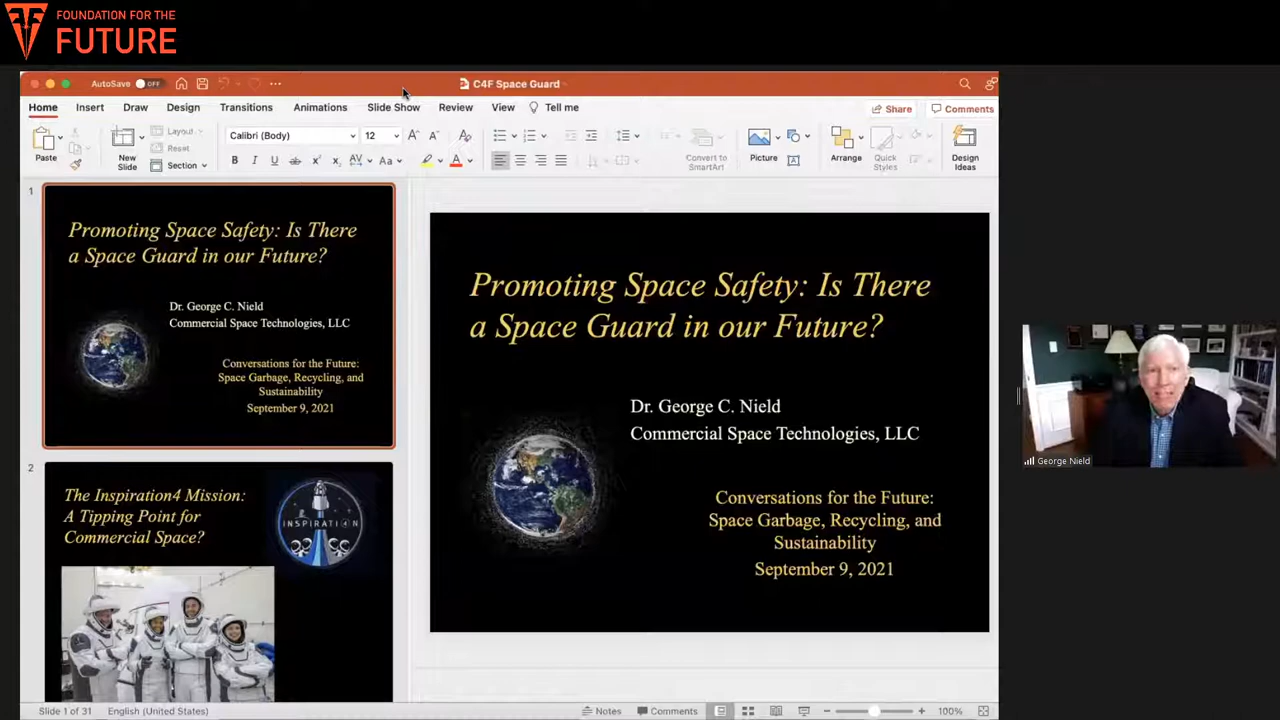 FOUNDATION FOR THE
FUTURE
AutoSave OFF
C4F Space Guard
Home Insert Draw Design Transitions Animations Slide Show Review View Tell me Share Comments
Paste
New
Slide
Layout
Reset
Section
Calibri (Body) 12
Convert to
SmartArt
Picture
Arrange
Quick
Styles
Design
Ideas
1
Promoting Space Safety: Is There
a Space Guard in our Future?
Dr. George C. Nield
Commercial Space Technologies, LLC
Conversations for the Future:
Space Garbage, Recycling, and
Sustainability
September 9, 2021
2
The Inspiration4 Mission:
A Tipping Point for
Commercial Space?
INSPIRATI4N
Promoting Space Safety: Is There
a Space Guard in our Future?
Dr. George C. Nield
Commercial Space Technologies, LLC
Conversations for the Future:
Space Garbage, Recycling, and
Sustainability
September 9, 2021
George Nield
Slide 1 of 31 English (United States) Notes Comments 100%